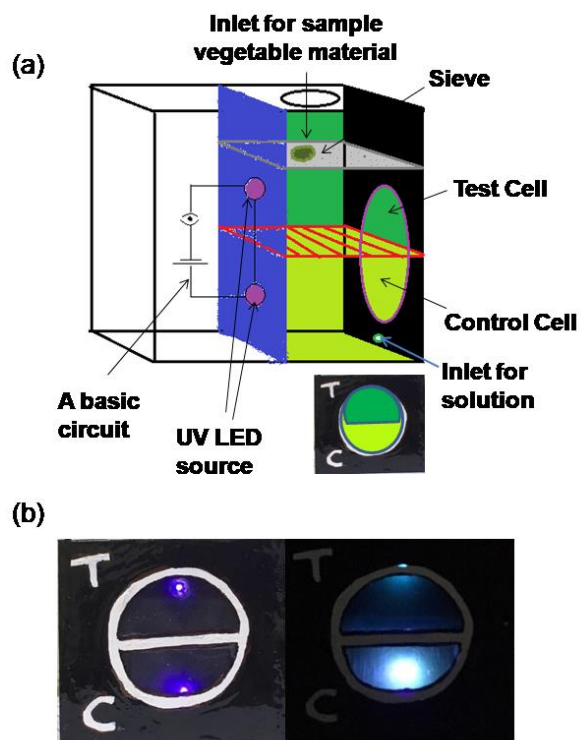 Inlet for sample
vegetable material
(a)
Sieve
Test Cell
Control Cell
Inlet for
solution
A basic
circuit
UV LED
source
T
C
(b)
T
C
T
C